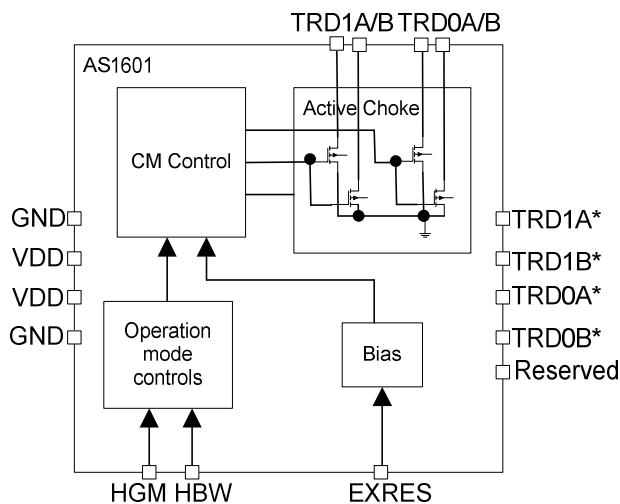 TRD1A/B TRD0A/B
AS1601
Active Choke
CM Control
GND
VDD
VDD
GND
TRD1A*
TRD1B*
TRD0A*
TRD0B*
Reserved
Operation
mode
controls
Bias
HGM HBW
EXRES